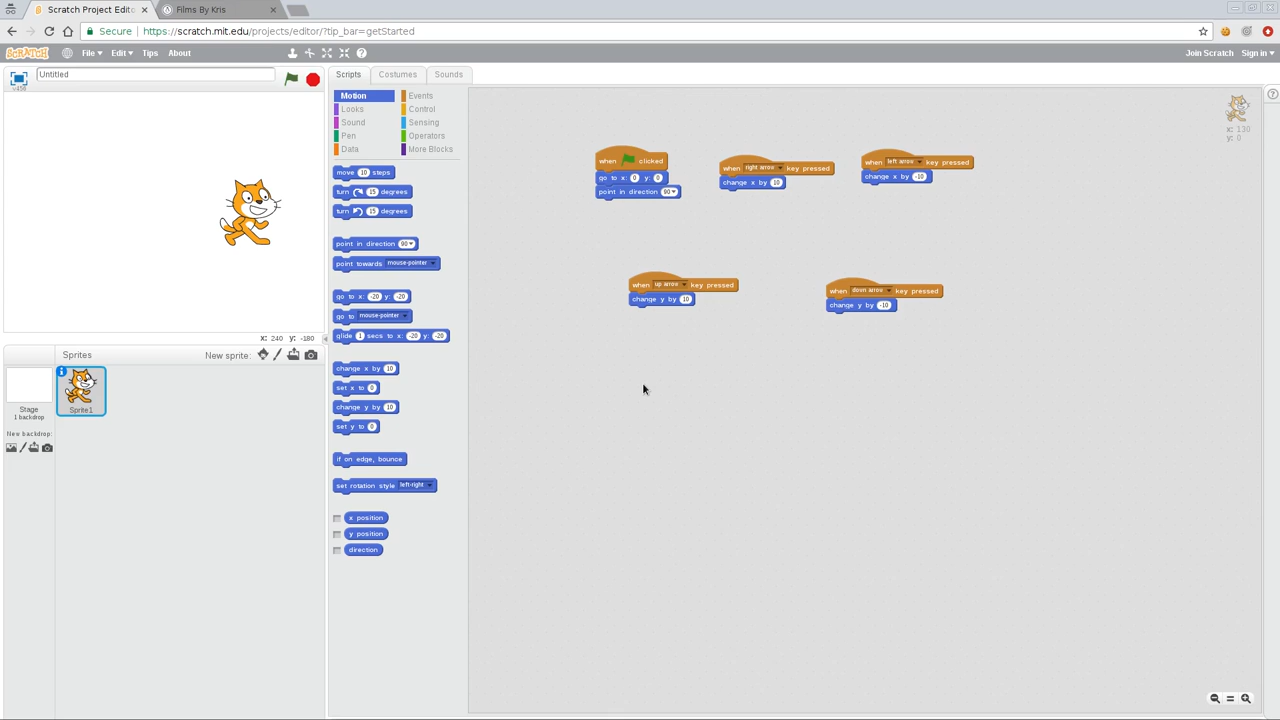 Scratch Project Edito
Films By Kris
Secure
https://scratch.mit.edu/projects/editor/?tip_bar=getStarted
SCRATCH
File
Edit
Tips
About
Join Scratch
Sign in
Untitled
Scripts
Costumes
Sounds
Motion
Looks
Sound
Pen
Data
Events
Control
Sensing
Operators
More Blocks
move 10 steps
turn 15 degrees
turn 15 degrees
point in direction 90
point towards mouse-pointer
go to x: -20 y: -20
go to mouse-pointer
glide 1 secs to x: -20 y: -20
change x by 10
set x to 0
change y by 10
set y to 0
if on edge, bounce
set rotation style left-right
x position
y position
direction
when clicked
go to x: 0 y: 0
point in direction 90
when right arrow key pressed
change x by 10
when left arrow key pressed
change x by -10
when up arrow key pressed
change y by 10
when down arrow key pressed
change y by -10
x: 130
y: 0
x: 240 y: -180
Sprites
New sprite:
Stage
1 backdrop
New backdrop:
Sprite1